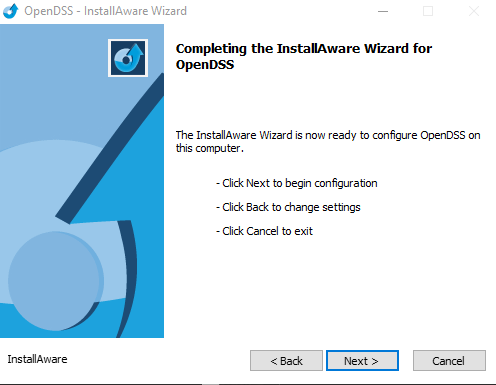 OpenDSS - InstallAware Wizard
Completing the InstallAware Wizard for
OpenDSS
The InstallAware Wizard is now ready to configure OpenDSS on
this computer.
- Click Next to begin configuration
- Click Back to change settings
- Click Cancel to exit
InstallAware
< Back
Next >
Cancel